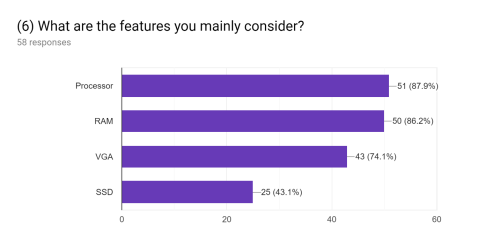 (6) What are the features you mainly consider?
58 responses
Processor
51 (87.9%)
RAM
50 (86.2%)
VGA
43 (74.1%)
SSD
25 (43.1%)
0
20
40
60